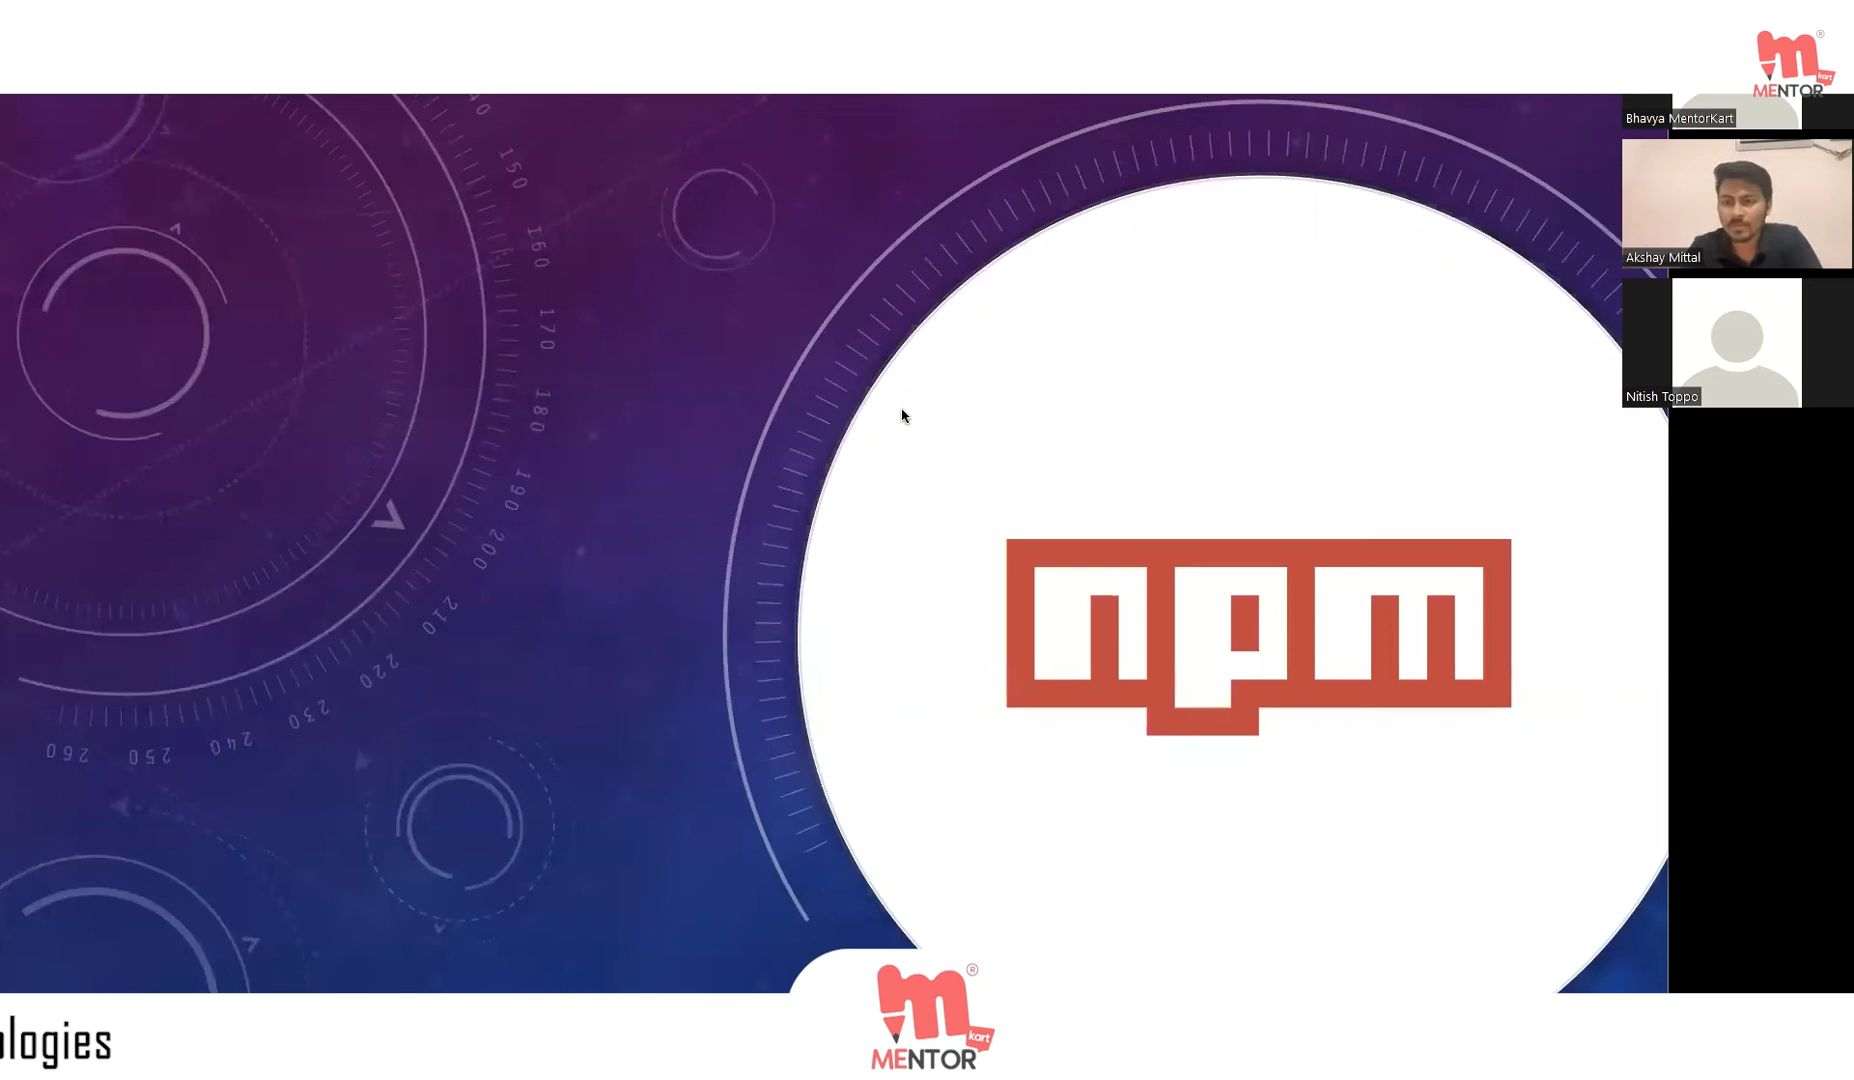 m®
kart
MENTOR
Bhavya MentorKart
Akshay Mittal
Nitish Toppo
150
160
170
180
190
200
210
220
230
240
250
260
npm
m®
kart
MENTOR
ologies